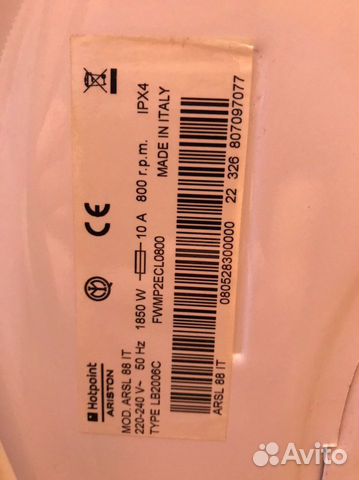 Hotpoint
ARISTON
MOD. ARSL 88 IT
220-240 V~ 50 Hz 1850 W 10 A 800 r.p.m. IPX4
TYPE LB2006C FWMP2ECL0800 MADE IN ITALY
ARSL 88 IT
080528300000 22 326 807097077
CE
Avito